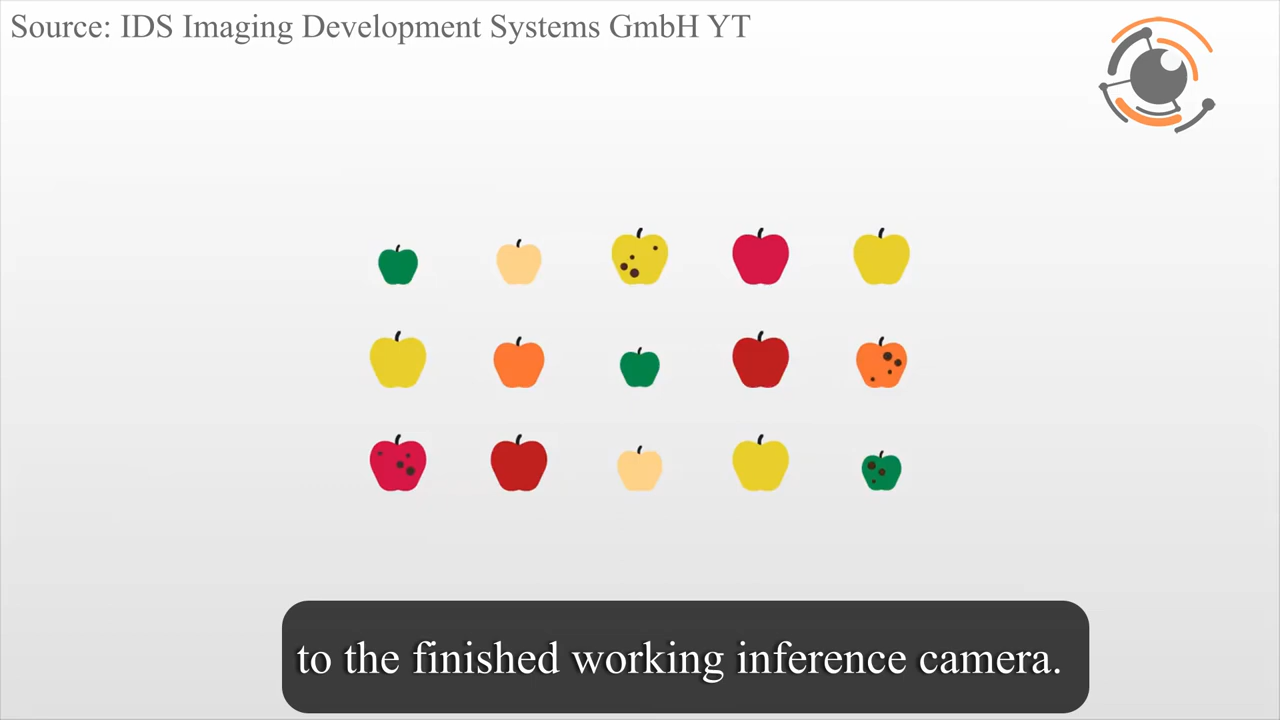 Source: IDS Imaging Development Systems GmbH YT
to the finished working inference camera.